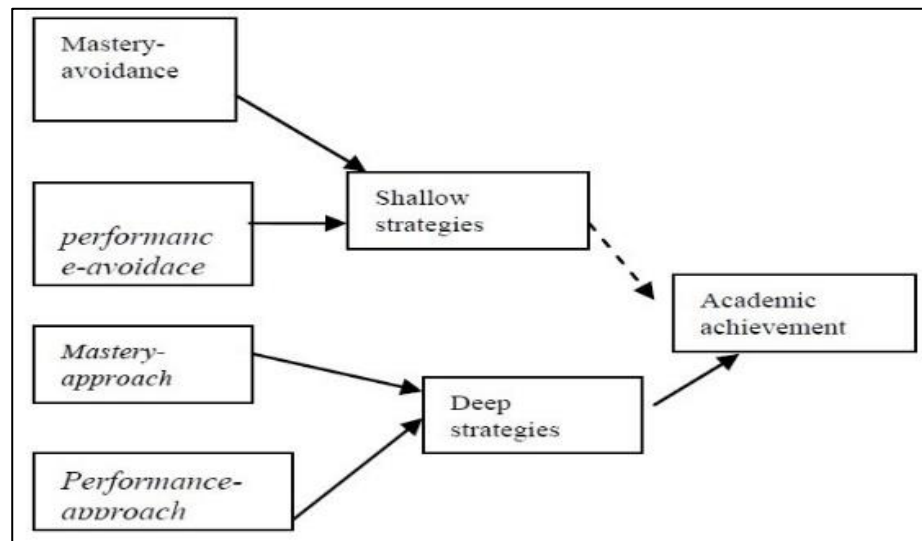 Mastery-
avoidance
performanc
e-avoidace
Mastery-
approach
Performance-
approach
Shallow
strategies
Deep
strategies
Academic
achievement